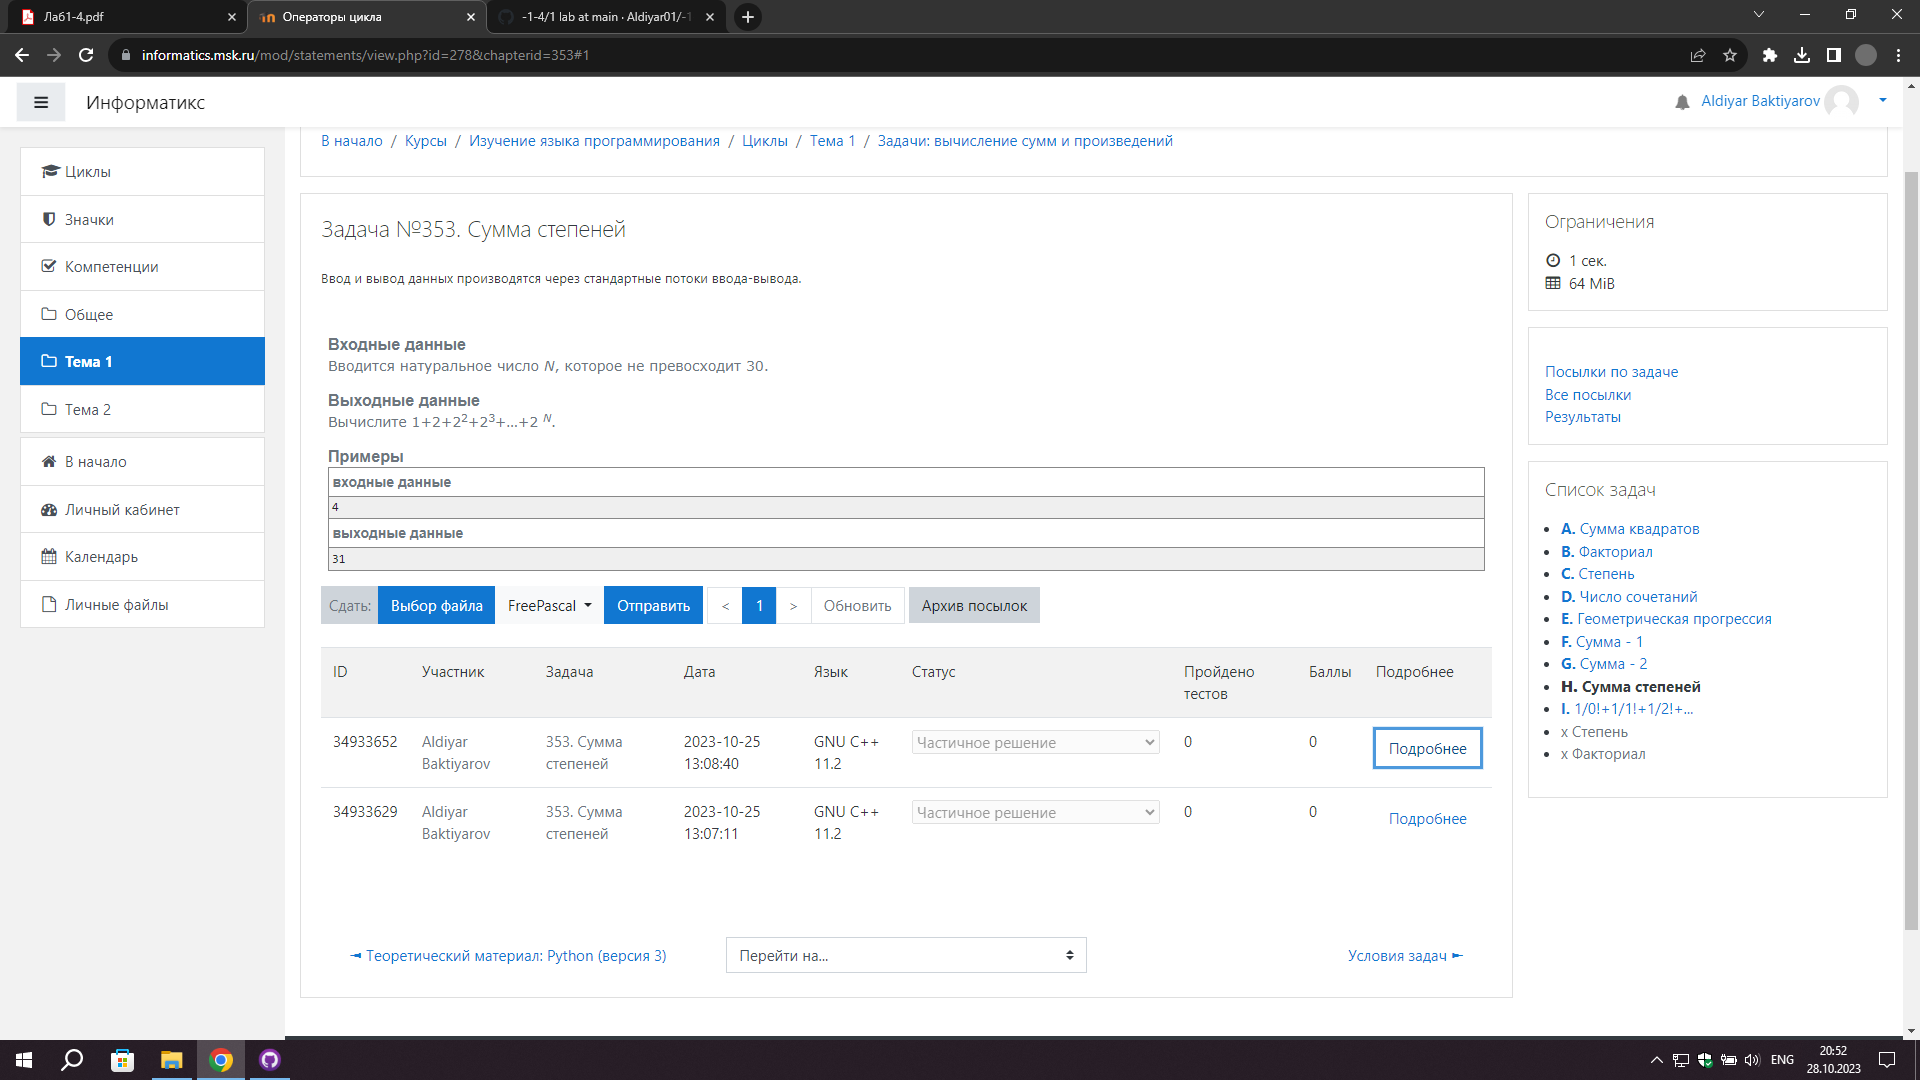 Лаб1-4.pdf
Операторы цикла
-1-4/1 lab at main · Aldiyar01/-1
informatics.msk.ru/mod/statements/view.php?id=278&chapterid=353#1
Информатикс
Aldiyar Baktiyarov
В начало / Курсы / Изучение языка программирования / Циклы / Тема 1 / Задачи: вычисление сумм и произведений
Циклы
Значки
Компетенции
Общее
Тема 1
Тема 2
В начало
Личный кабинет
Календарь
Личные файлы
Задача №353. Сумма степеней
Ввод и вывод данных производятся через стандартные потоки ввода-вывода.
Входные данные
Вводится натуральное число N, которое не превосходит 30.
Выходные данные
Вычислите 1+2+2²+2³+...+2 ᴺ.
Примеры
входные данные
4
выходные данные
31
Сдать: Выбор файла FreePascal Отправить < 1 > Обновить Архив посылок
ID Участник Задача Дата Язык Статус Пройдено тестов Баллы Подробнее
34933652 Aldiyar Baktiyarov 353. Сумма степеней 2023-10-25 13:08:40 GNU C++ 11.2 Частичное решение 0 0 Подробнее
34933629 Aldiyar Baktiyarov 353. Сумма степеней 2023-10-25 13:07:11 GNU C++ 11.2 Частичное решение 0 0 Подробнее
◄ Теоретический материал: Python (версия 3)
Перейти на...
Условия задач ►
Ограничения
1 сек.
64 MiB
Посылки по задаче
Все посылки
Результаты
Список задач
A. Сумма квадратов
B. Факториал
C. Степень
D. Число сочетаний
E. Геометрическая прогрессия
F. Сумма - 1
G. Сумма - 2
H. Сумма степеней
I. 1/0!+1/1!+1/2!+...
x Степень
x Факториал
ENG
20:52
28.10.2023